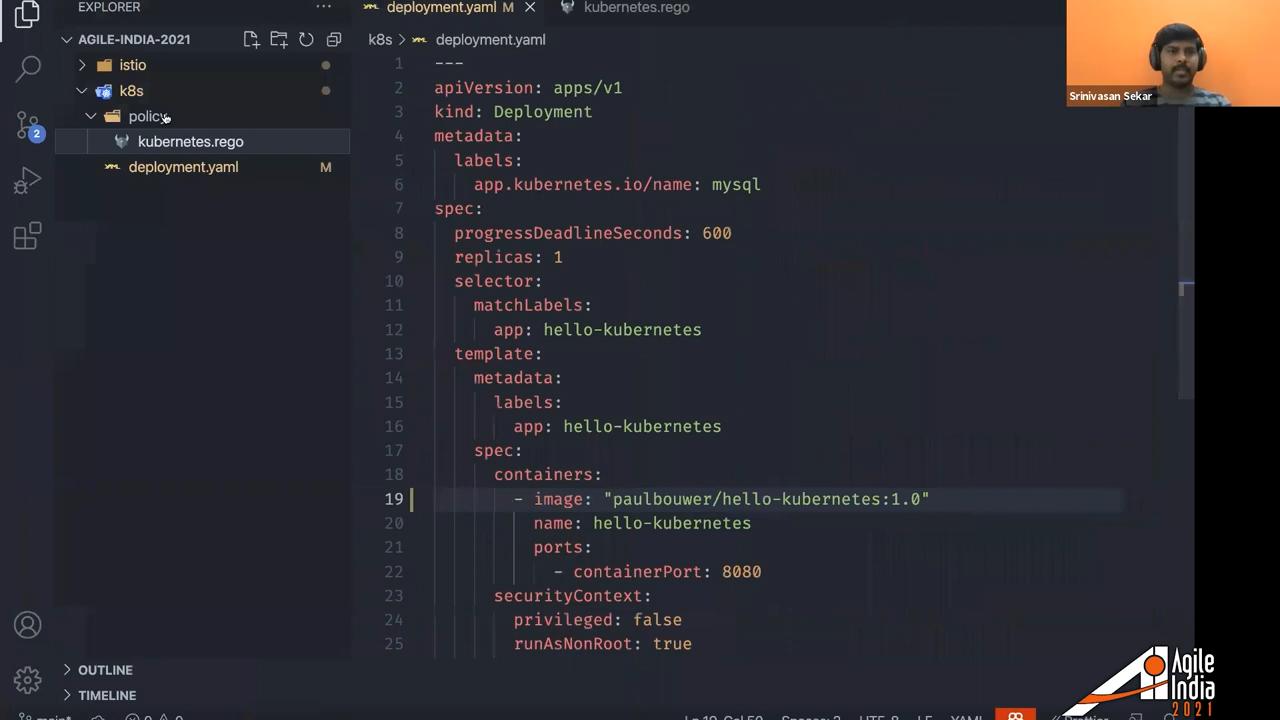 EXPLORER
AGILE-INDIA-2021
istio
k8s
policy
kubernetes.rego
deployment.yaml M
2
OUTLINE
TIMELINE
deployment.yaml M
kubernetes.rego
k8s > deployment.yaml
1 ---
2 apiVersion: apps/v1
3 kind: Deployment
4 metadata:
5 labels:
6 app.kubernetes.io/name: mysql
7 spec:
8 progressDeadlineSeconds: 600
9 replicas: 1
10 selector:
11 matchLabels:
12 app: hello-kubernetes
13 template:
14 metadata:
15 labels:
16 app: hello-kubernetes
17 spec:
18 containers:
19 - image: "paulbouwer/hello-kubernetes:1.0"
20 name: hello-kubernetes
21 ports:
22 - containerPort: 8080
23 securityContext:
24 privileged: false
25 runAsNonRoot: true
Srinivasan Sekar
Agile
India
2021